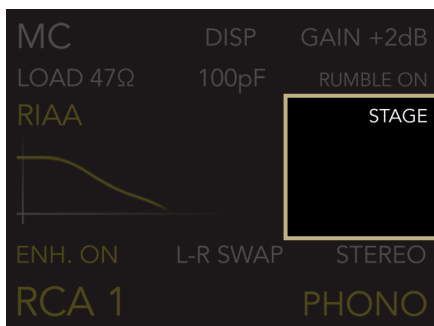 MC DISP GAIN +2dB
LOAD 47Ω 100pF RUMBLE ON
RIAA STAGE
ENH. ON L-R SWAP STEREO
RCA 1 PHONO